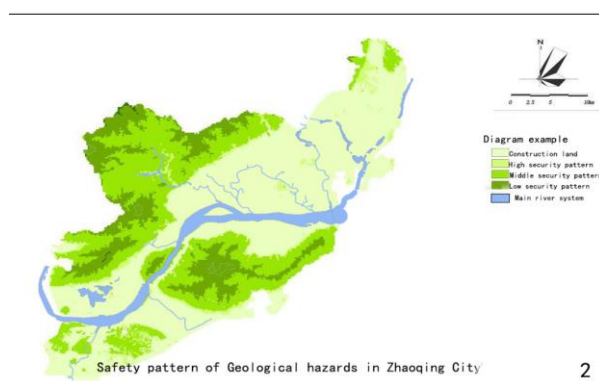 N
0 2.5 5 10km
Diagram example
Construction land
High security pattern
Middle security pattern
Low security pattern
Main river system
Safety pattern of Geological hazards in Zhaoqing City
2